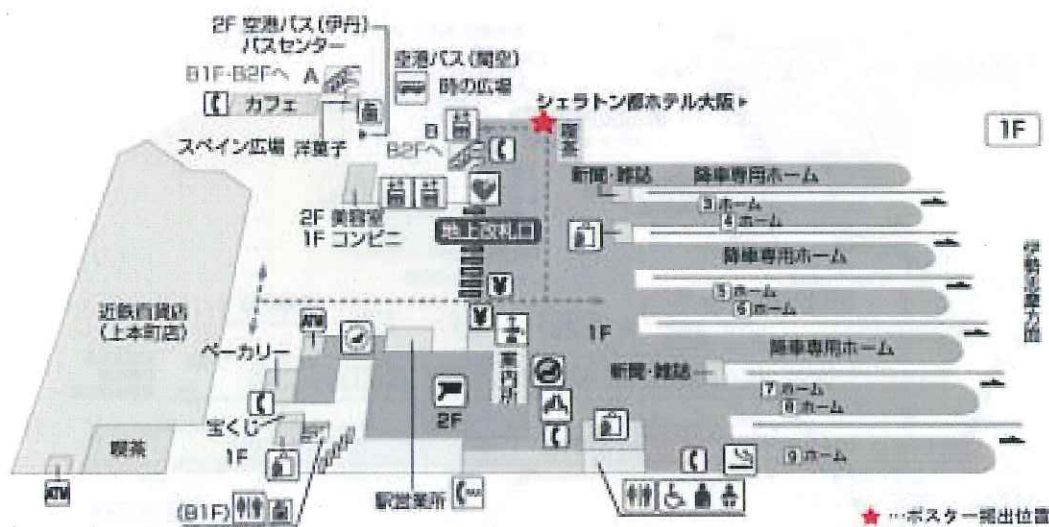 2F 空港バス(伊丹)
バスセンター
B1F・B2Fへ A
カフェ
スペイン広場 洋菓子
空港バス(関空)
時の広場
B
B2Fへ
シェラトン都ホテル大阪▶
喫茶
1F
2F 美容室
1F コンビニ
地上改札口
新聞・雑誌
降車専用ホーム
3 ホーム
4 ホーム
降車専用ホーム
5 ホーム
6 ホーム
降車専用ホーム
新聞・雑誌
7 ホーム
8 ホーム
9 ホーム
伊勢志摩方面
近鉄百貨店
(上本町店)
ベーカリー
ATM
¥
¥
案内所
1F
2F
宝くじ
1F
喫茶
ATM
(B1F)
駅営業所
★…ポスター掲出位置